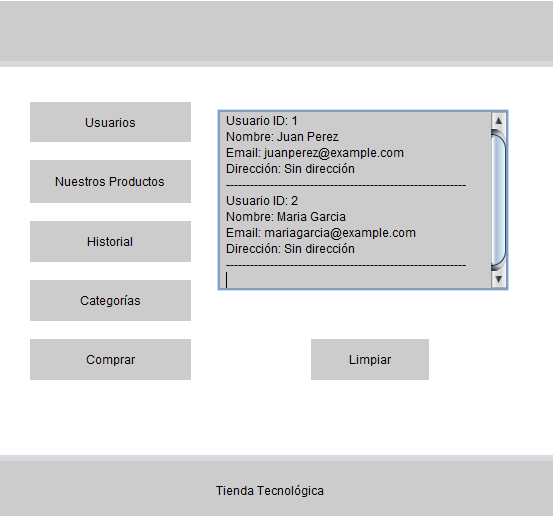 Usuarios
Nuestros Productos
Historial
Categorías
Comprar
Usuario ID: 1
Nombre: Juan Perez
Email: juanperez@example.com
Dirección: Sin dirección
------------------------------------------------------------
Usuario ID: 2
Nombre: Maria Garcia
Email: mariagarcia@example.com
Dirección: Sin dirección
------------------------------------------------------------
Limpiar
Tienda Tecnológica